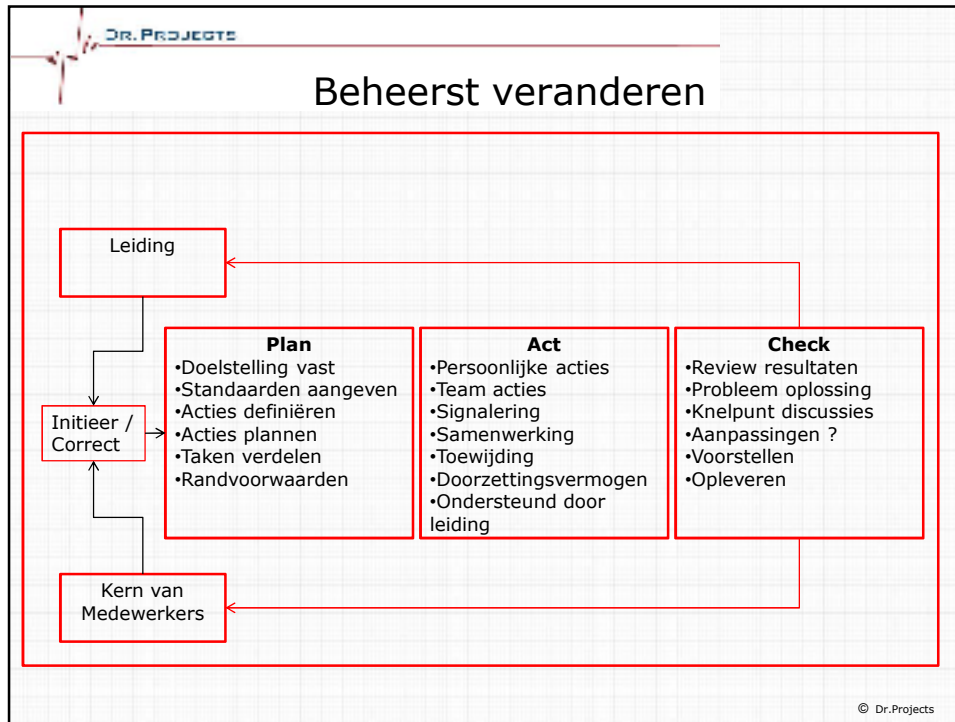 DR. PROJECTS
Beheerst veranderen
Leiding
Initieer /
Correct
Plan
•Doelstelling vast
•Standaarden aangeven
•Acties definiëren
•Acties plannen
•Taken verdelen
•Randvoorwaarden
Act
•Persoonlijke acties
•Team acties
•Signalering
•Samenwerking
•Toewijding
•Doorzettingsvermogen
•Ondersteund door
leiding
Check
•Review resultaten
•Probleem oplossing
•Knelpunt discussies
•Aanpassingen ?
•Voorstellen
•Opleveren
Kern van
Medewerkers
© Dr.Projects